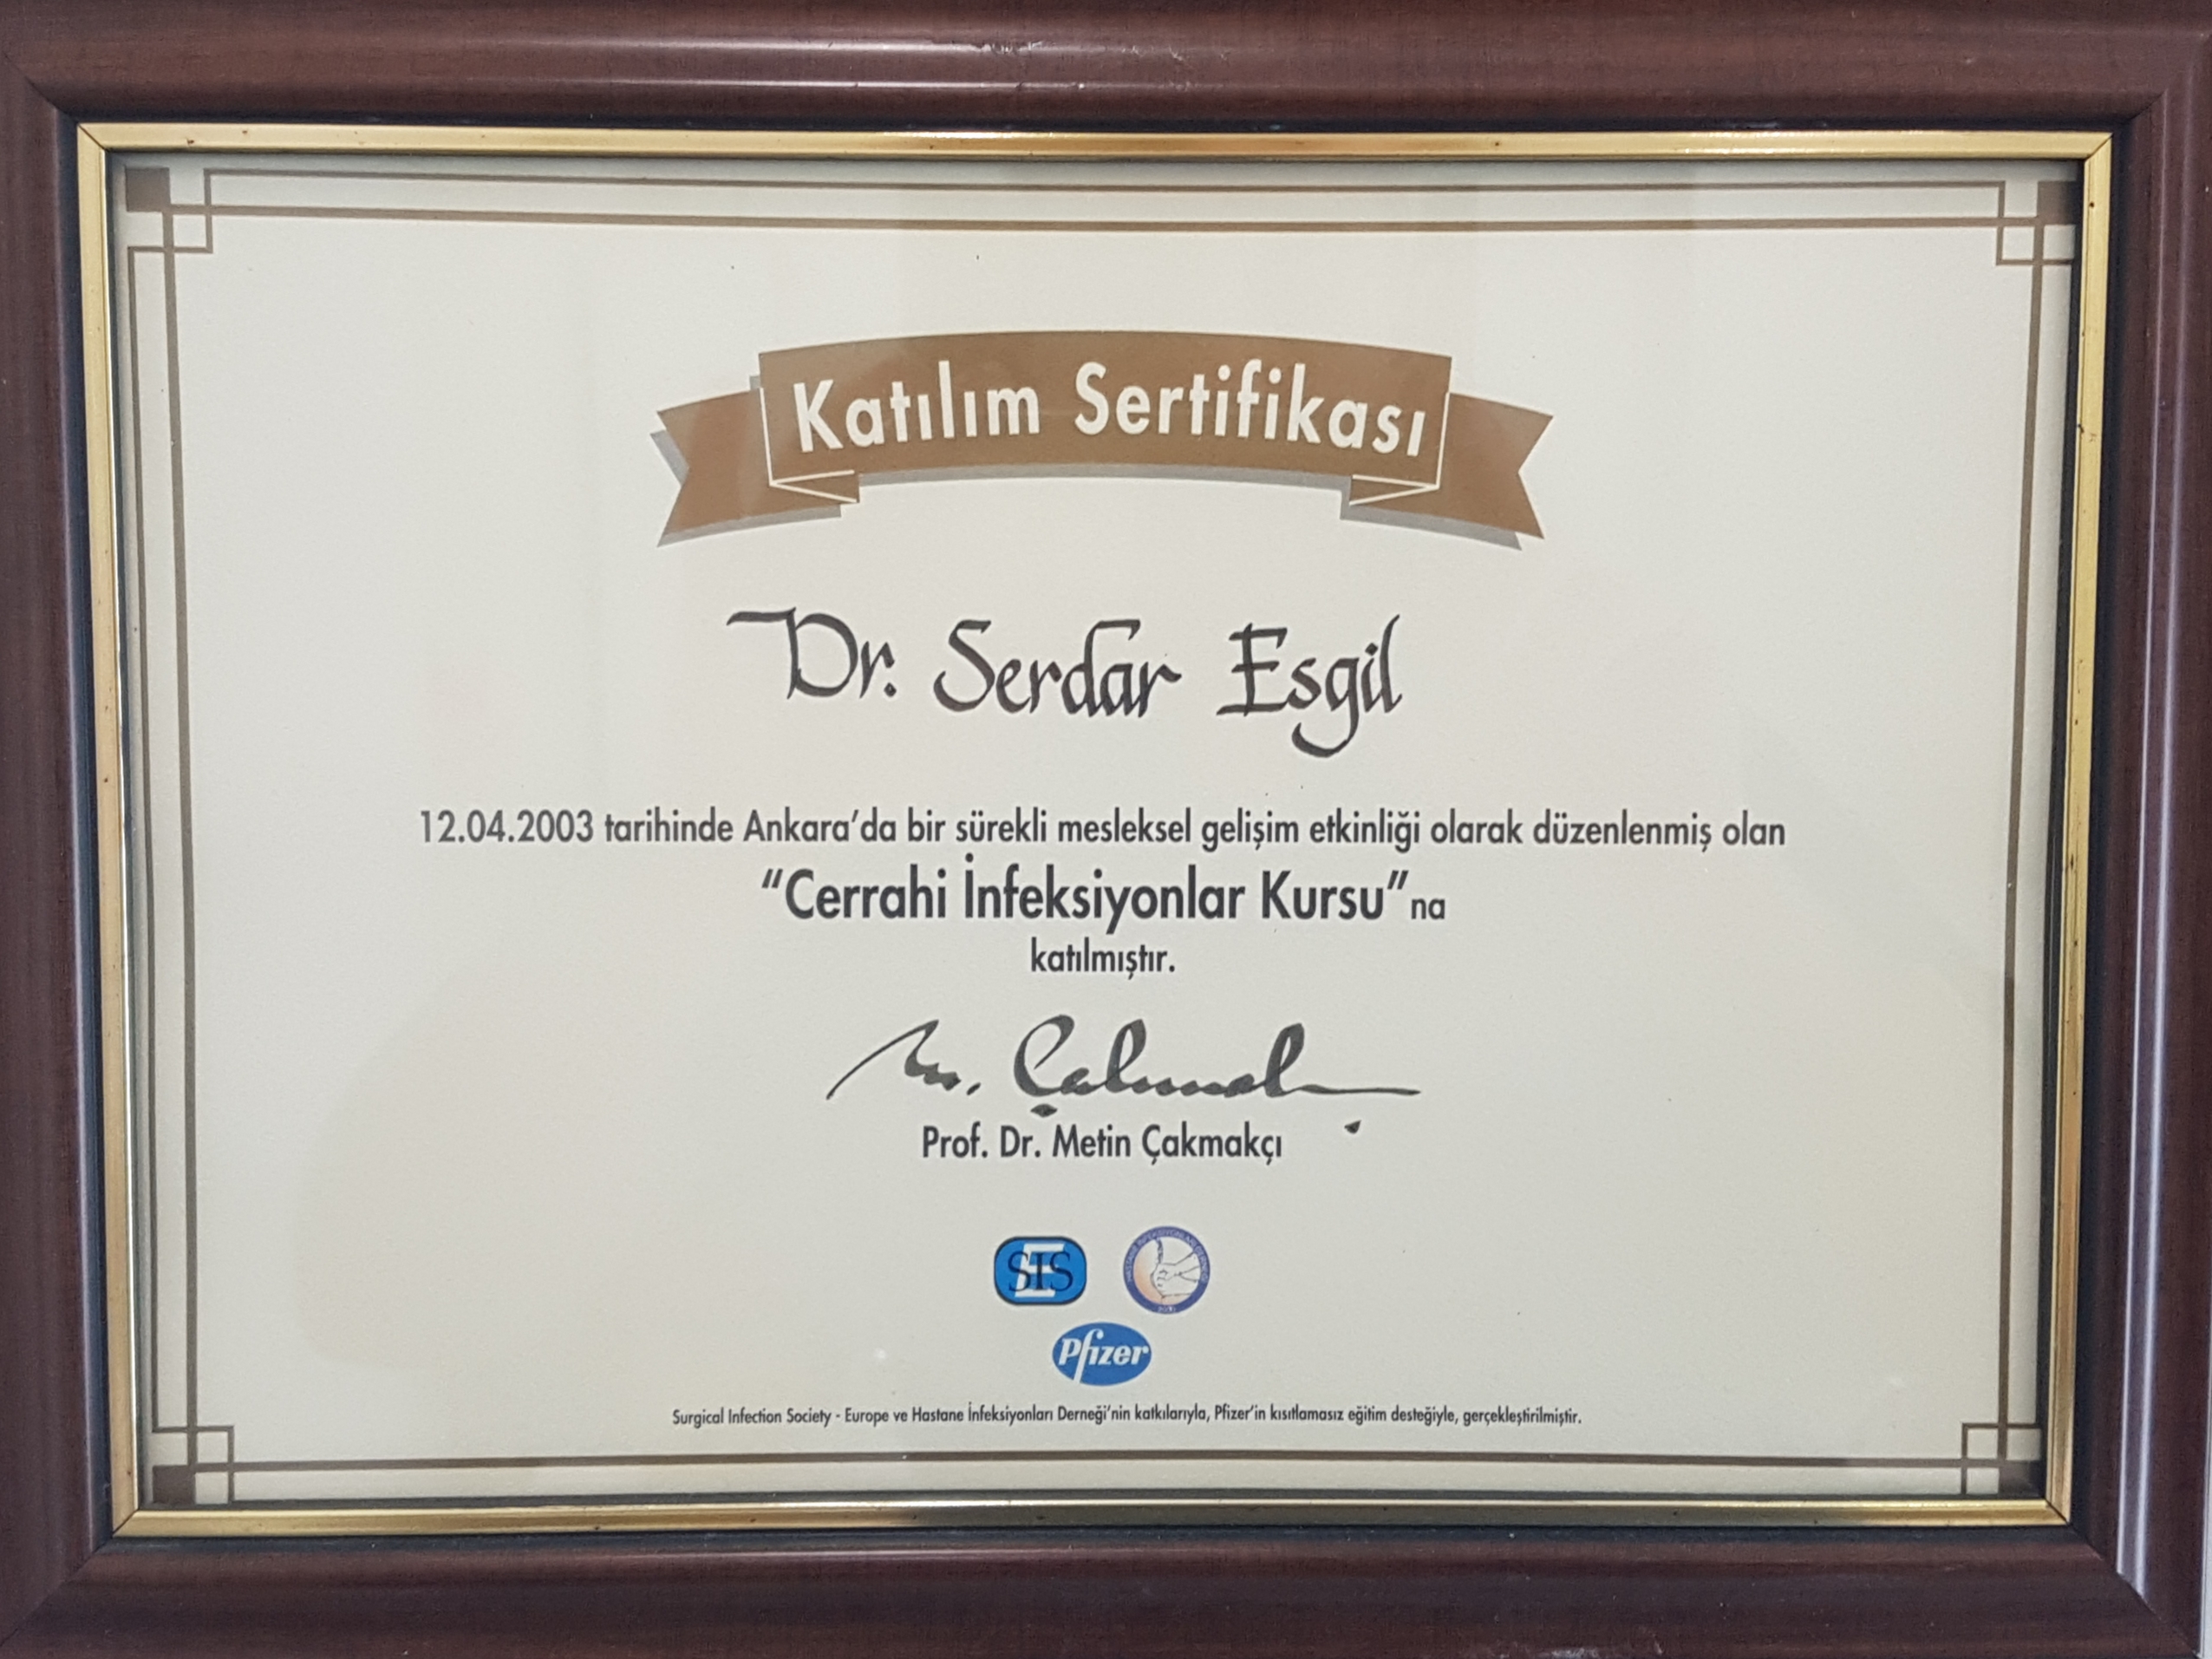 Katılım Sertifikası
Dr. Serdar Esgil
12.04.2003 tarihinde Ankara'da bir sürekli mesleksel gelişim etkinliği olarak düzenlenmiş olan
"Cerrahi İnfeksiyonlar Kursu"na
katılmıştır.
M. Çakmak
Prof. Dr. Metin Çakmakçı
SIS E
Pfizer
Surgical Infection Society - Europe ve Hastane İnfeksiyonları Derneği'nin katkılarıyla, Pfizer'in kısıtlamasız eğitim desteğiyle, gerçekleştirilmiştir.